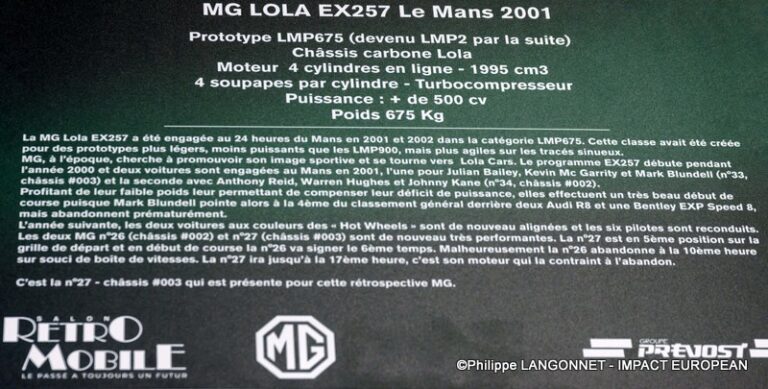 MG LOLA EX257 Le Mans 2001
Prototype LMP675 (devenu LMP2 par la suite)
Châssis carbone Lola
Moteur 4 cylindres en ligne - 1995 cm3
4 soupapes par cylindre - Turbocompresseur
Puissance : + de 500 cv
Poids 675 Kg
La MG Lola EX257 a été engagée au 24 heures du Mans en 2001 et 2002 dans la catégorie LMP675. Cette classe avait été créée
pour des prototypes plus légers, moins puissants que les LMP900, mais plus agiles sur les tracés sinueux.
MG, à l'époque, cherche à promouvoir son image sportive et se tourne vers Lola Cars. Le programme EX257 débute pendant
l'année 2000 et deux voitures sont engagées au Mans en 2001, l'une pour Julian Bailey, Kevin Mc Garrity et Mark Blundell (n°33,
châssis #003) et la seconde avec Anthony Reid, Warren Hughes et Johnny Kane (n°34, châssis #002).
Profitant de leur faible poids leur permettant de compenser leur déficit de puissance, elles effectuent un très beau début de
course puisque Mark Blundell pointe alors à la 4ème du classement général derrière deux Audi R8 et une Bentley EXP Speed 8,
mais abandonnent prématurément.
L'année suivante, les deux voitures aux couleurs des « Hot Wheels » sont de nouveau alignées et les six pilotes sont reconduits.
Les deux MG n°26 (châssis #002) et n°27 (châssis #003) sont de nouveau très performantes. La n°27 est en 5ème position sur la
grille de départ et en début de course la n°26 va signer le 6ème temps. Malheureusement la n°26 abandonne à la 10ème heure
sur souci de boite de vitesses. La n°27 ira jusqu'à la 17ème heure, c'est son moteur qui la contraint à l'abandon.
C'est la n°27 - châssis #003 qui est présente pour cette rétrospective MG.
SALON
RETRO
MOBILE
LE PASSÉ A TOUJOURS UN FUTUR
MG
GROUPE
PREVOST
©Philippe LANGONNET - IMPACT EUROPEAN